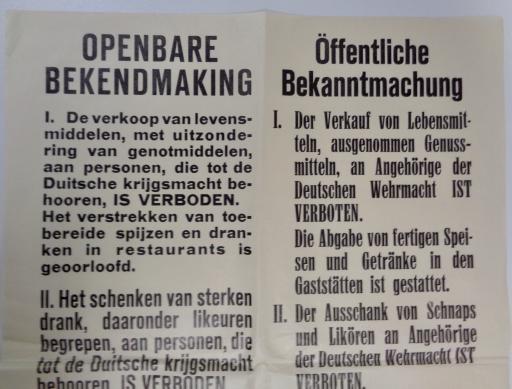 OPENBARE
BEKENDMAKING
I. De verkoop van levens-
middelen, met uitzonde-
ring van genotmiddelen,
aan personen, die tot de
Duitsche krijgsmacht be-
hooren, IS VERBODEN.
Het verstrekken van toe-
bereide spijzen en dran-
ken in restaurants is
geoorloofd.
II. Het schenken van sterken
drank, daaronder likeuren
begrepen, aan personen, die
tot de Duitsche krijgsmacht
behooren, IS VERBODEN
Öffentliche
Bekanntmachung
I. Der Verkauf von Lebensmit-
teln, ausgenommen Genuss-
mitteln, an Angehörige der
Deutschen Wehrmacht IST
VERBOTEN.
Die Abgabe von fertigen Spei-
sen und Getränke in den
Gaststätten ist gestattet.
II. Der Ausschank von Schnaps
und Likören an Angehörige
der Deutschen Wehrmacht IST
VERBOTEN.